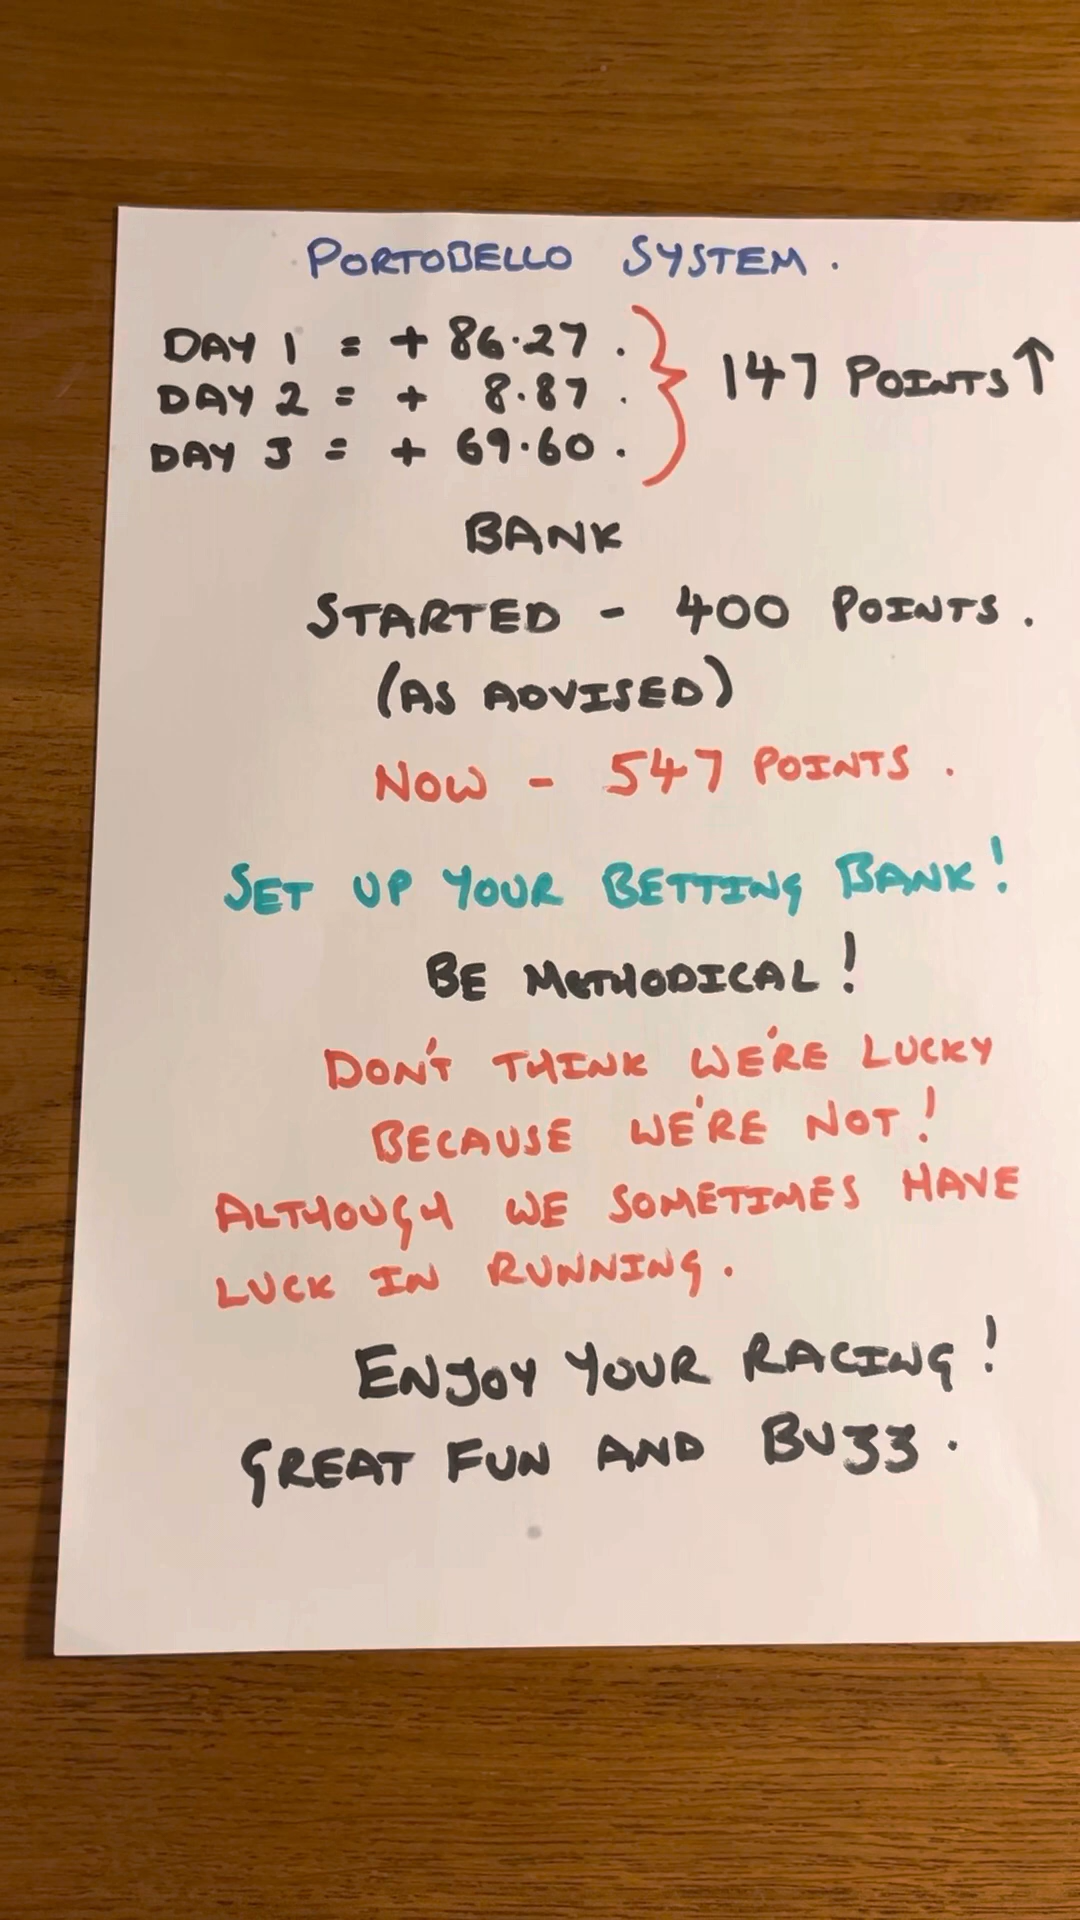 PORTOBELLO SYSTEM.
DAY 1 = + 86.27.
DAY 2 = + 8.87.
DAY 3 = + 69.60.
147 POINTS ↑
BANK
STARTED - 400 POINTS.
(AS ADVISED)
NOW - 547 POINTS.
SET UP YOUR BETTING BANK!
BE METHODICAL!
DON'T THINK WE'RE LUCKY
BECAUSE WE'RE NOT!
ALTHOUGH WE SOMETIMES HAVE
LUCK IN RUNNING.
ENJOY YOUR RACING!
GREAT FUN AND BUZZ.